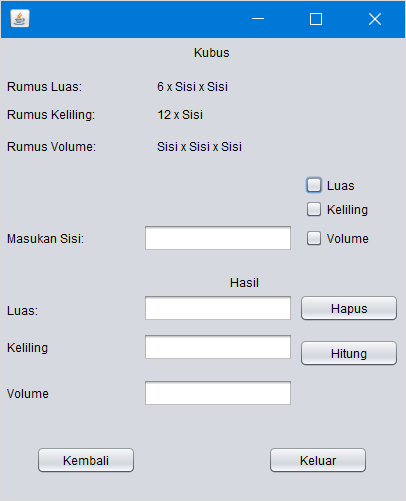 Kubus
Rumus Luas: 6 x Sisi x Sisi
Rumus Keliling: 12 x Sisi
Rumus Volume: Sisi x Sisi x Sisi
Luas
Keliling
Masukan Sisi: Volume
Hasil
Luas: Hapus
Keliling Hitung
Volume
Kembali Keluar